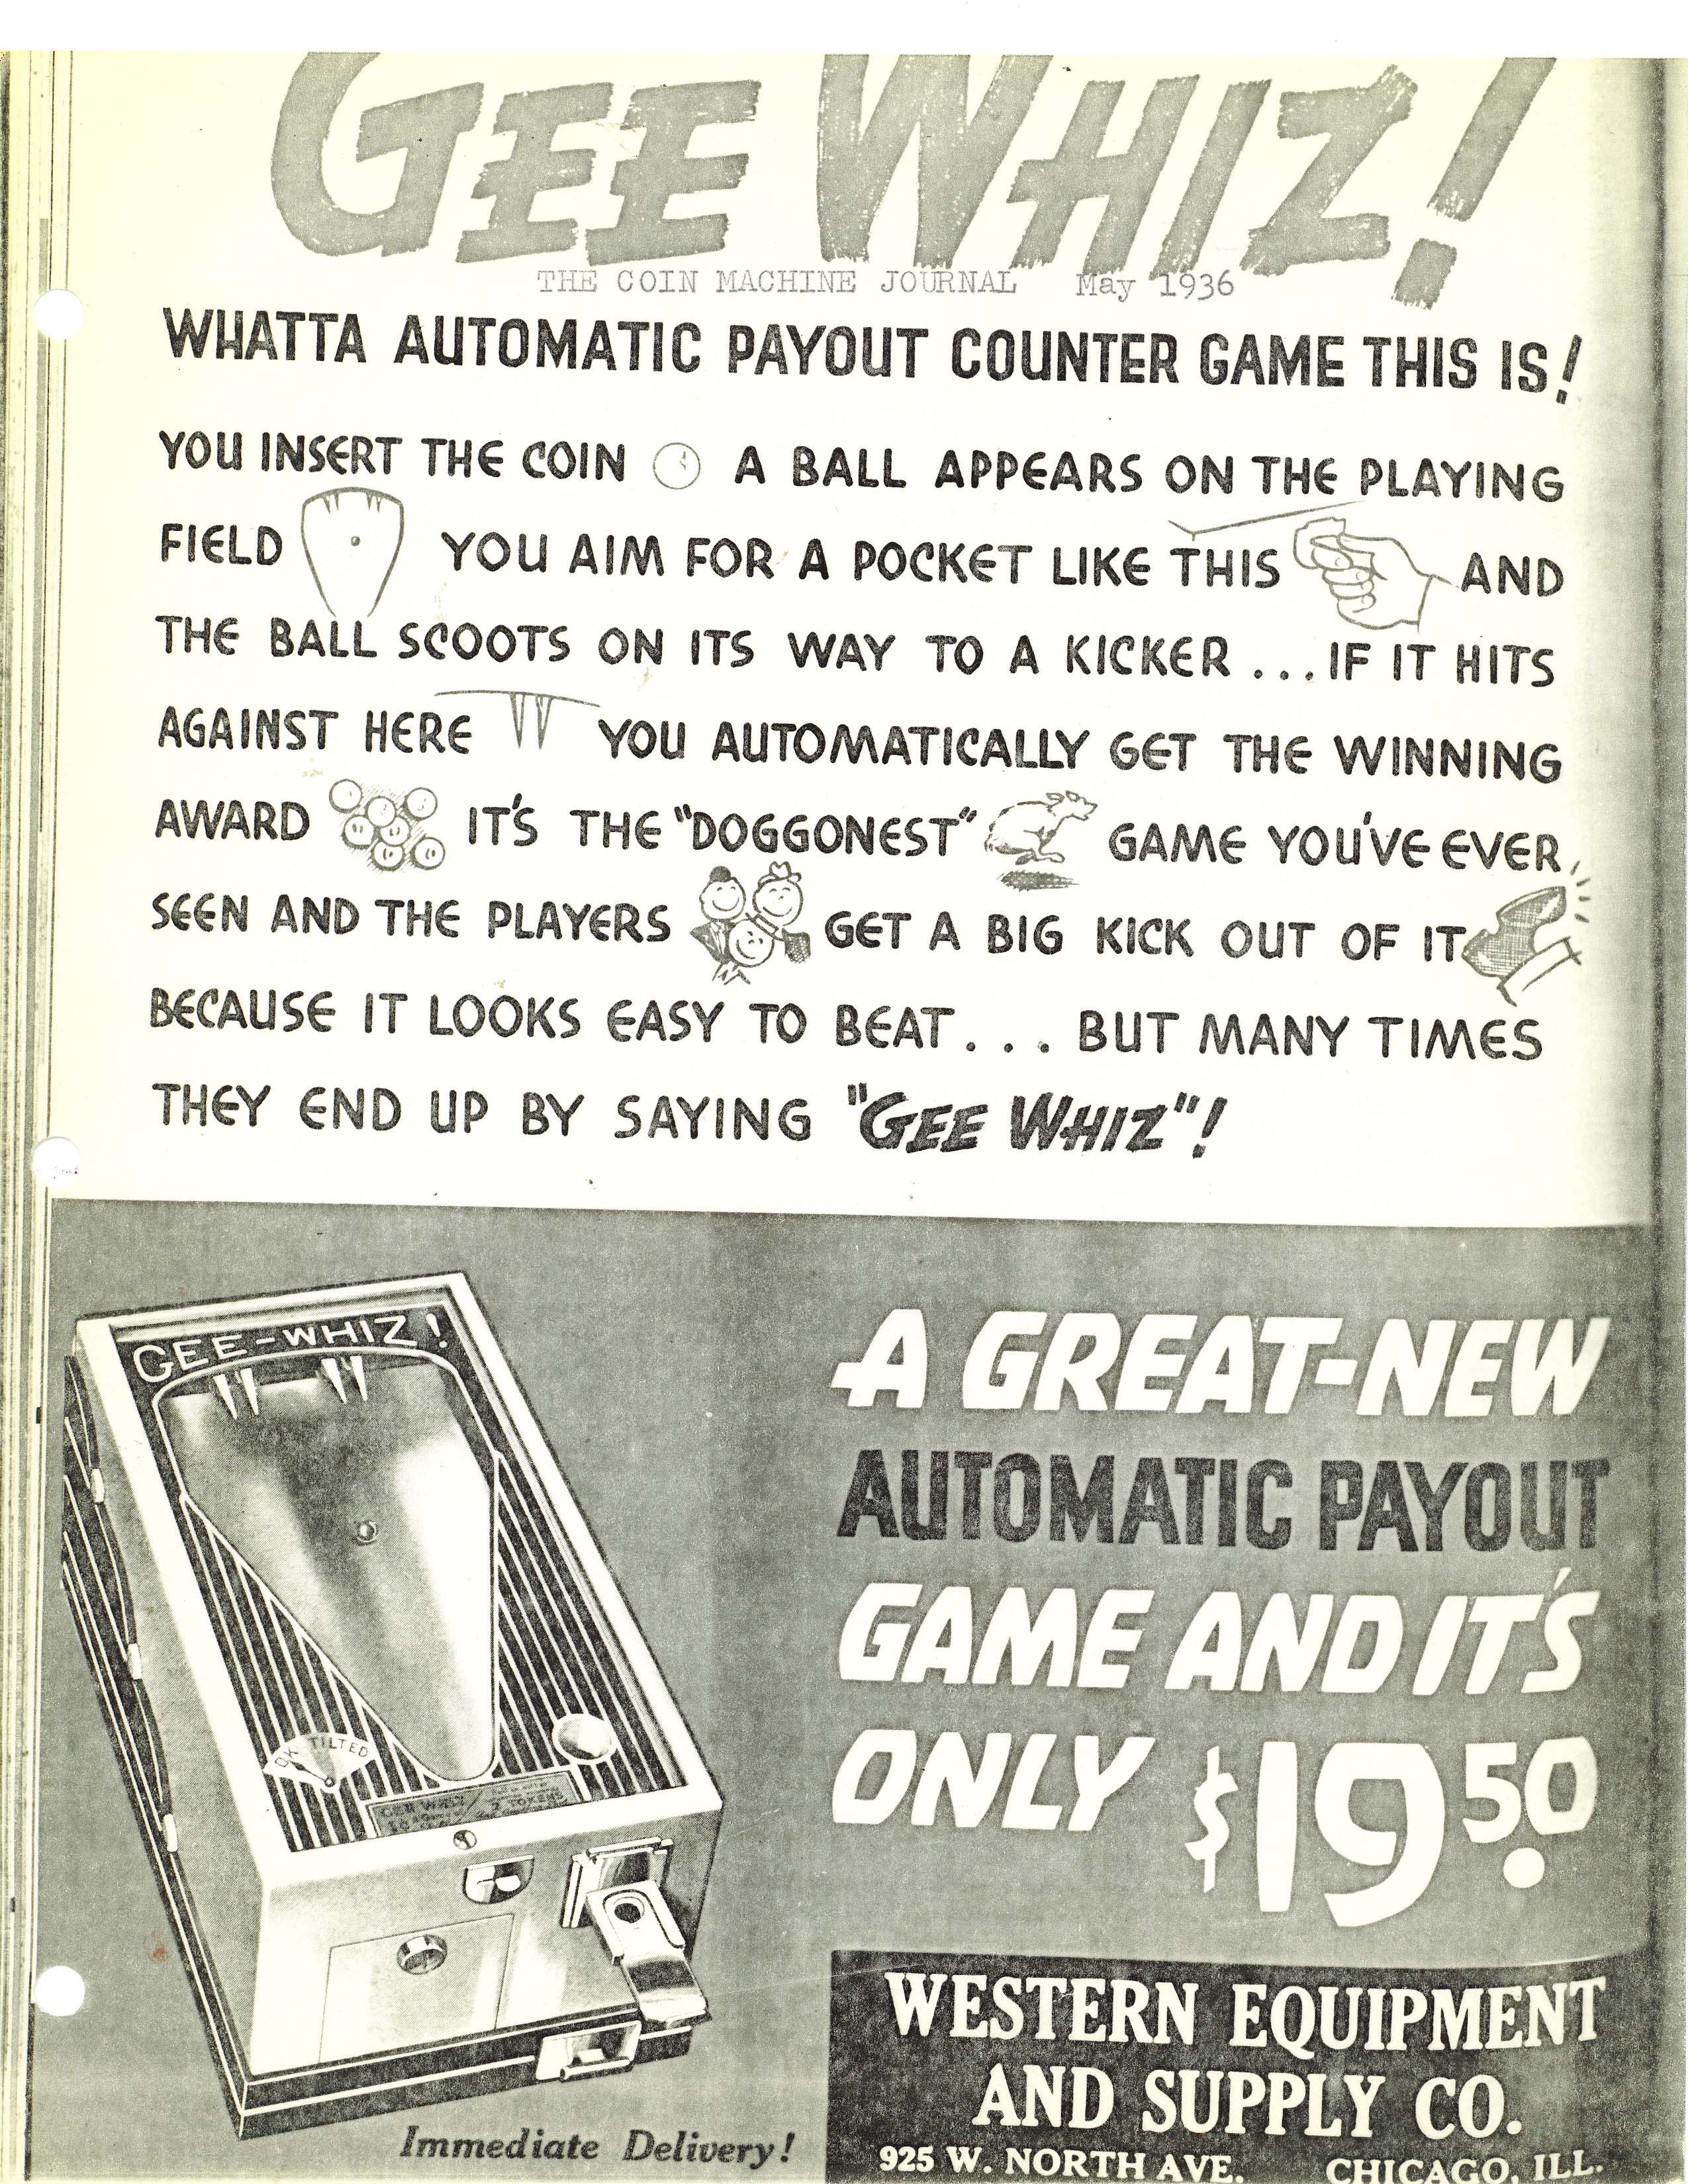 GEE WHIZ!
THE COIN MACHINE JOURNAL May 1936
WHATTA AUTOMATIC PAYOUT COUNTER GAME THIS IS!
YOU INSERT THE COIN A BALL APPEARS ON THE PLAYING
FIELD YOU AIM FOR A POCKET LIKE THIS AND
THE BALL SCOOTS ON ITS WAY TO A KICKER...IF IT HITS
AGAINST HERE YOU AUTOMATICALLY GET THE WINNING
AWARD IT'S THE "DOGGONEST" GAME YOU'VE EVER
SEEN AND THE PLAYERS GET A BIG KICK OUT OF IT
BECAUSE IT LOOKS EASY TO BEAT... BUT MANY TIMES
THEY END UP BY SAYING "GEE WHIZ"!
GEE-WHIZ!
OK TILTED
GEE WHIZ
TOKENS
A GREAT-NEW
AUTOMATIC PAYOUT
GAME AND IT'S
ONLY $19.50
WESTERN EQUIPMENT
AND SUPPLY CO.
925 W. NORTH AVE. CHICAGO, ILL.
Immediate Delivery!